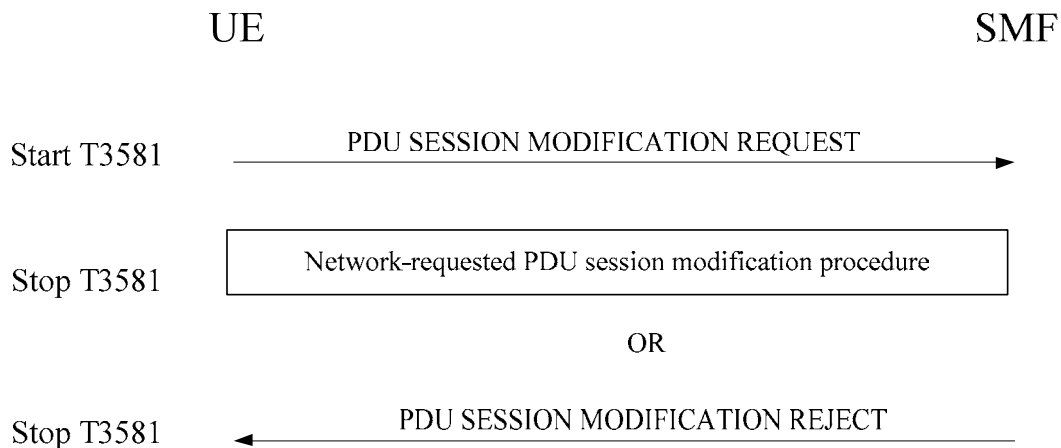 UE
SMF
Start T3581
PDU SESSION MODIFICATION REQUEST
Stop T3581
Network-requested PDU session modification procedure
OR
Stop T3581
PDU SESSION MODIFICATION REJECT